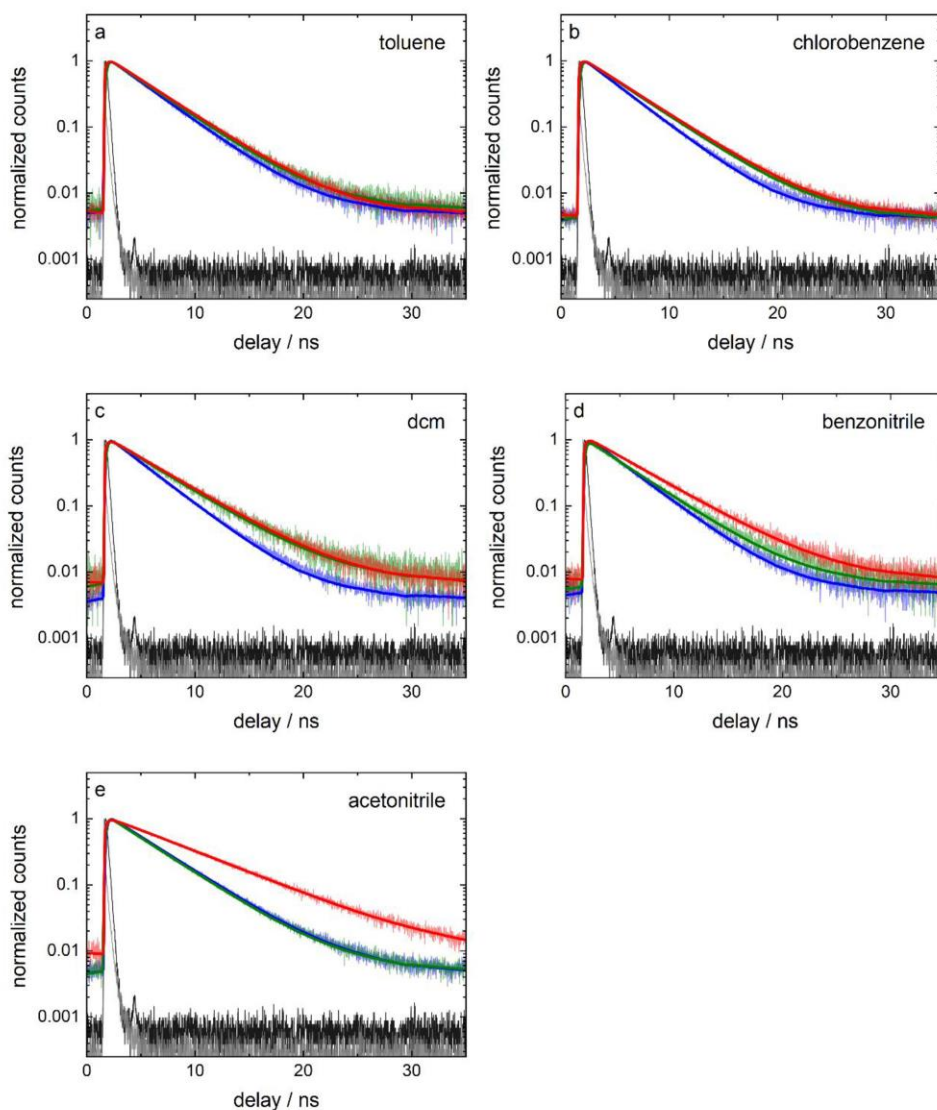 a
toluene
normalized counts
1
0.1
0.01
0.001
0
10
20
30
delay / ns
b
chlorobenzene
normalized counts
1
0.1
0.01
0.001
0
10
20
30
delay / ns
c
dcm
normalized counts
1
0.1
0.01
0.001
0
10
20
30
delay / ns
d
benzonitrile
normalized counts
1
0.1
0.01
0.001
0
10
20
30
delay / ns
e
acetonitrile
normalized counts
1
0.1
0.01
0.001
0
10
20
30
delay / ns